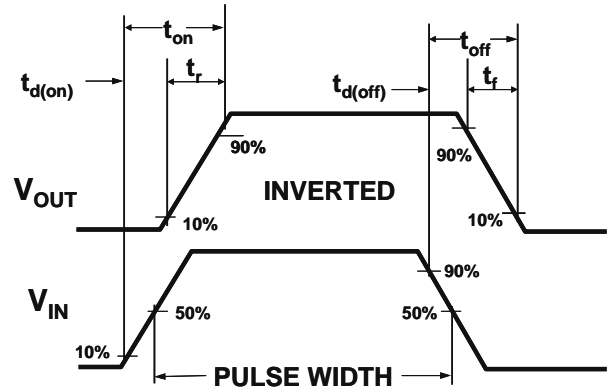 t_on
t_off
t_d(on)
t_r
t_d(off)
t_f
90%
90%
V_OUT
INVERTED
10%
10%
90%
V_IN
50%
50%
10%
PULSE WIDTH